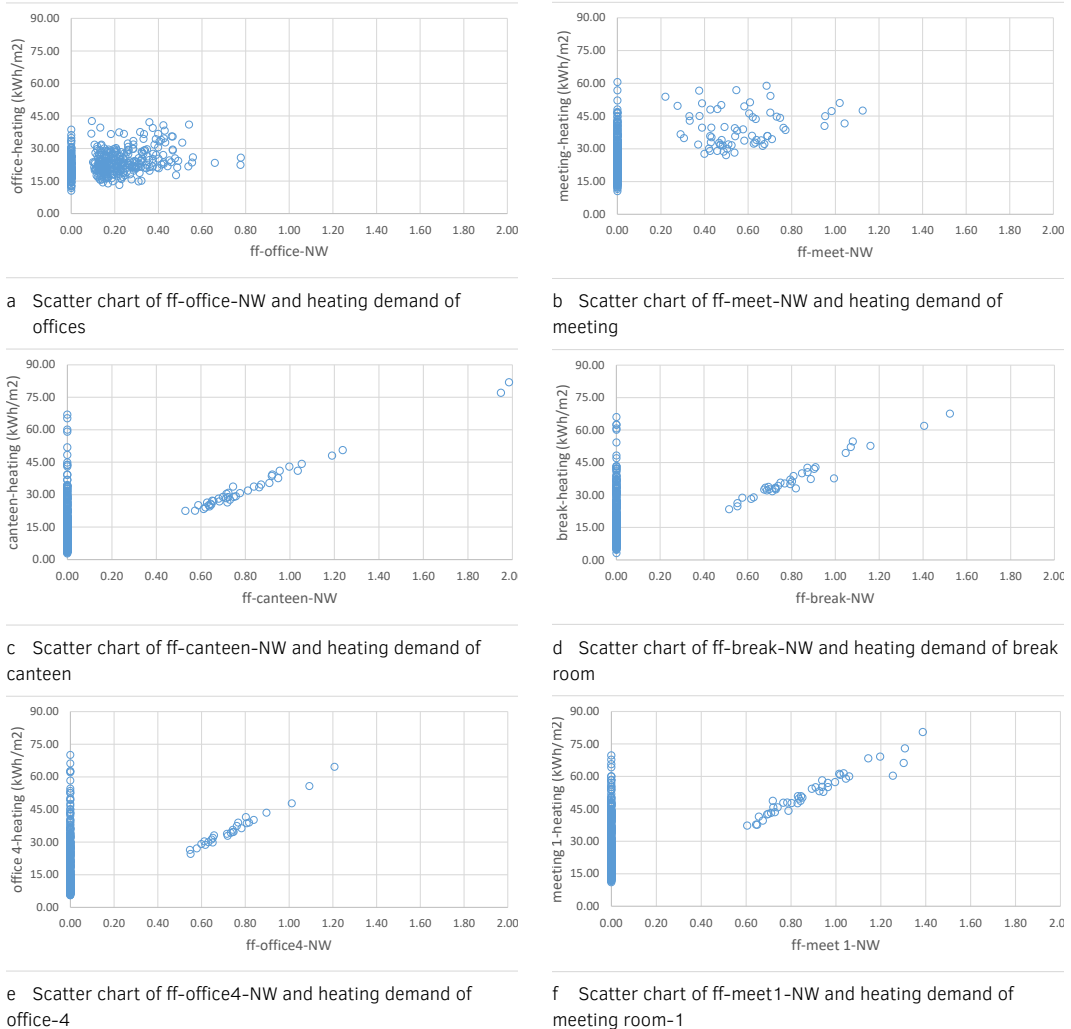 90.00
75.00
60.00
45.00
30.00
15.00
0.00
office-heating (kWh/m2)
0.00 0.20 0.40 0.60 0.80 1.00 1.20 1.40 1.60 1.80 2.00
ff-office-NW
a Scatter chart of ff-office-NW and heating demand of
offices
90.00
75.00
60.00
45.00
30.00
15.00
0.00
meeting-heating (kWh/m2)
0.00 0.20 0.40 0.60 0.80 1.00 1.20 1.40 1.60 1.80 2.00
ff-meet-NW
b Scatter chart of ff-meet-NW and heating demand of
meeting
90.00
75.00
60.00
45.00
30.00
15.00
0.00
canteen-heating (kWh/m2)
0.00 0.20 0.40 0.60 0.80 1.00 1.20 1.40 1.60 1.80 2.0
ff-canteen-NW
c Scatter chart of ff-canteen-NW and heating demand of
canteen
90.00
75.00
60.00
45.00
30.00
15.00
0.00
break-heating (kWh/m2)
0.00 0.20 0.40 0.60 0.80 1.00 1.20 1.40 1.60 1.80 2.00
ff-break-NW
d Scatter chart of ff-break-NW and heating demand of break
room
90.00
75.00
60.00
45.00
30.00
15.00
0.00
office 4-heating (kWh/m2)
0.00 0.20 0.40 0.60 0.80 1.00 1.20 1.40 1.60 1.80 2.00
ff-office4-NW
e Scatter chart of ff-office4-NW and heating demand of
office-4
90.00
75.00
60.00
45.00
30.00
15.00
0.00
meeting 1-heating (kWh/m2)
0.00 0.20 0.40 0.60 0.80 1.00 1.20 1.40 1.60 1.80 2.00
ff-meet 1-NW
f Scatter chart of ff-meet1-NW and heating demand of
meeting room-1